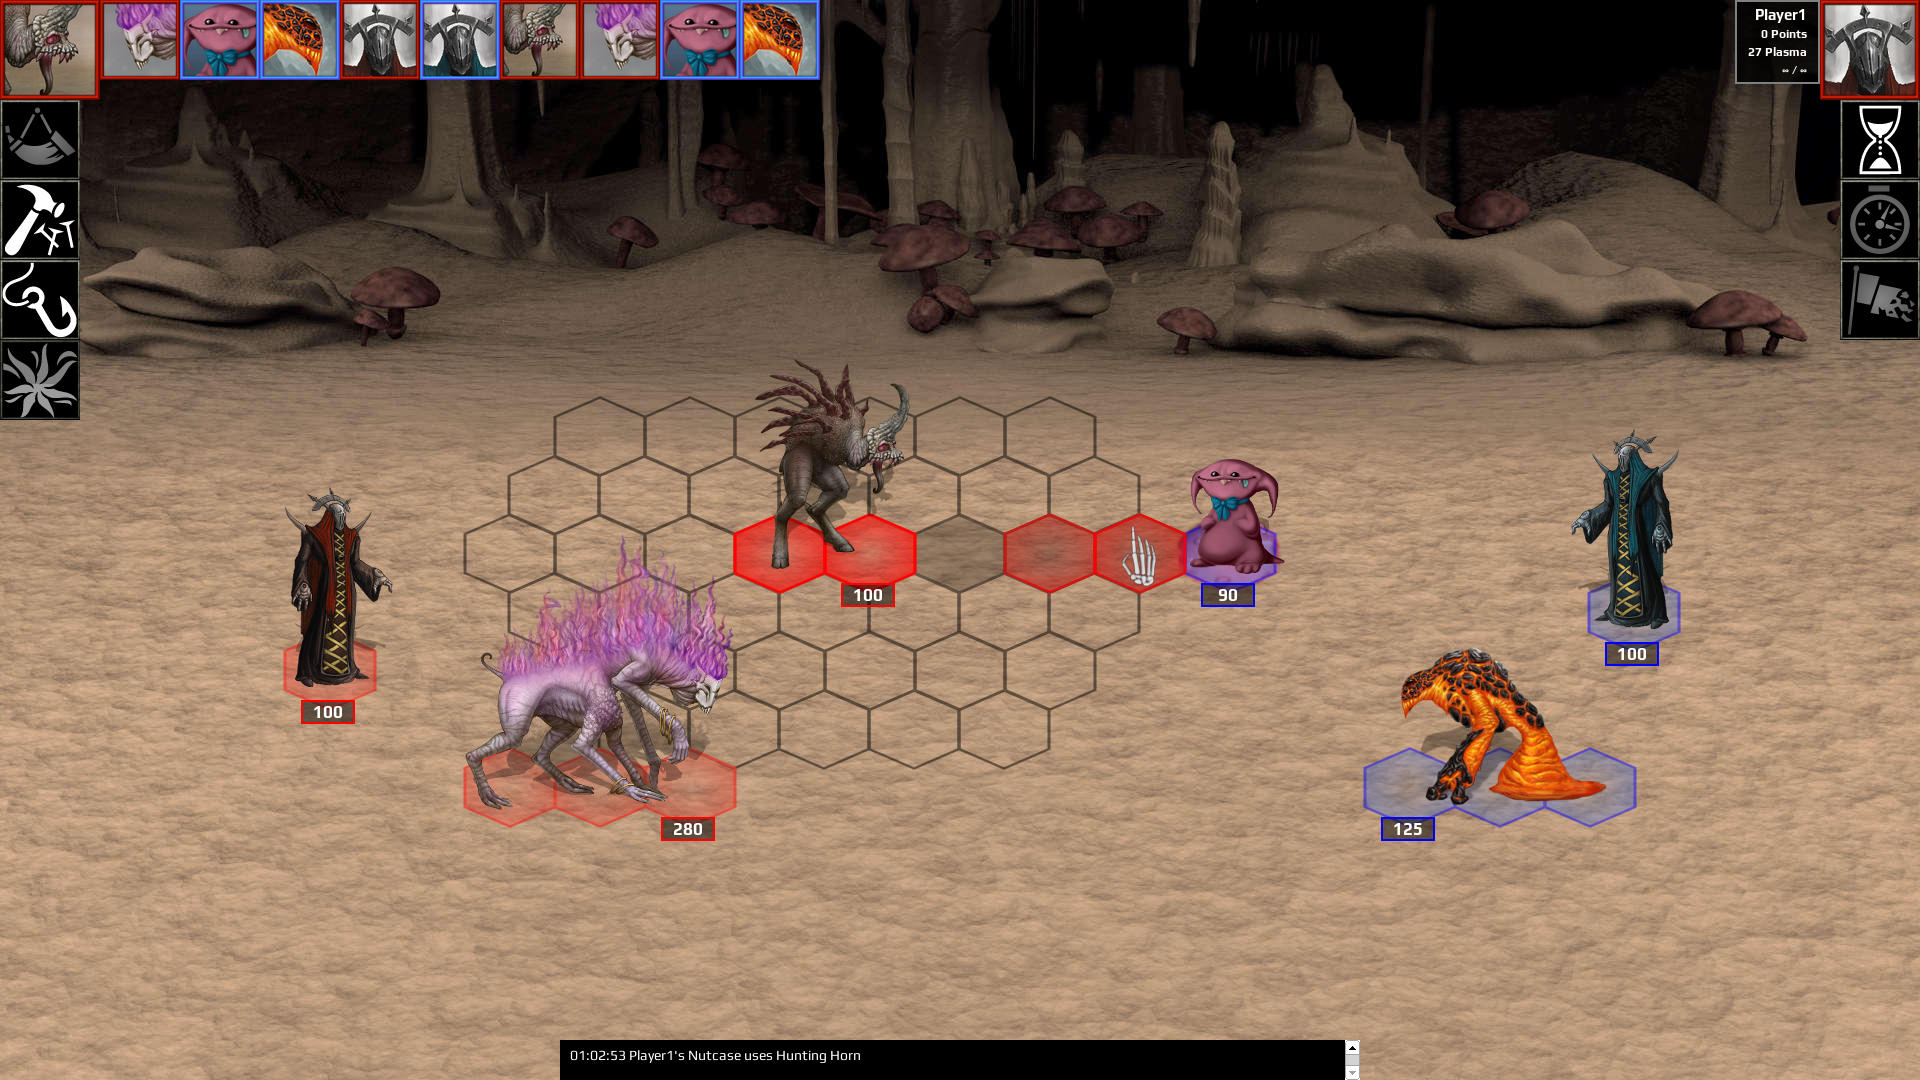 Player1
0 Points
27 Plasma
∞ / ∞
100
90
100
100
280
125
01:02:53 Player1's Nutcase uses Hunting Horn